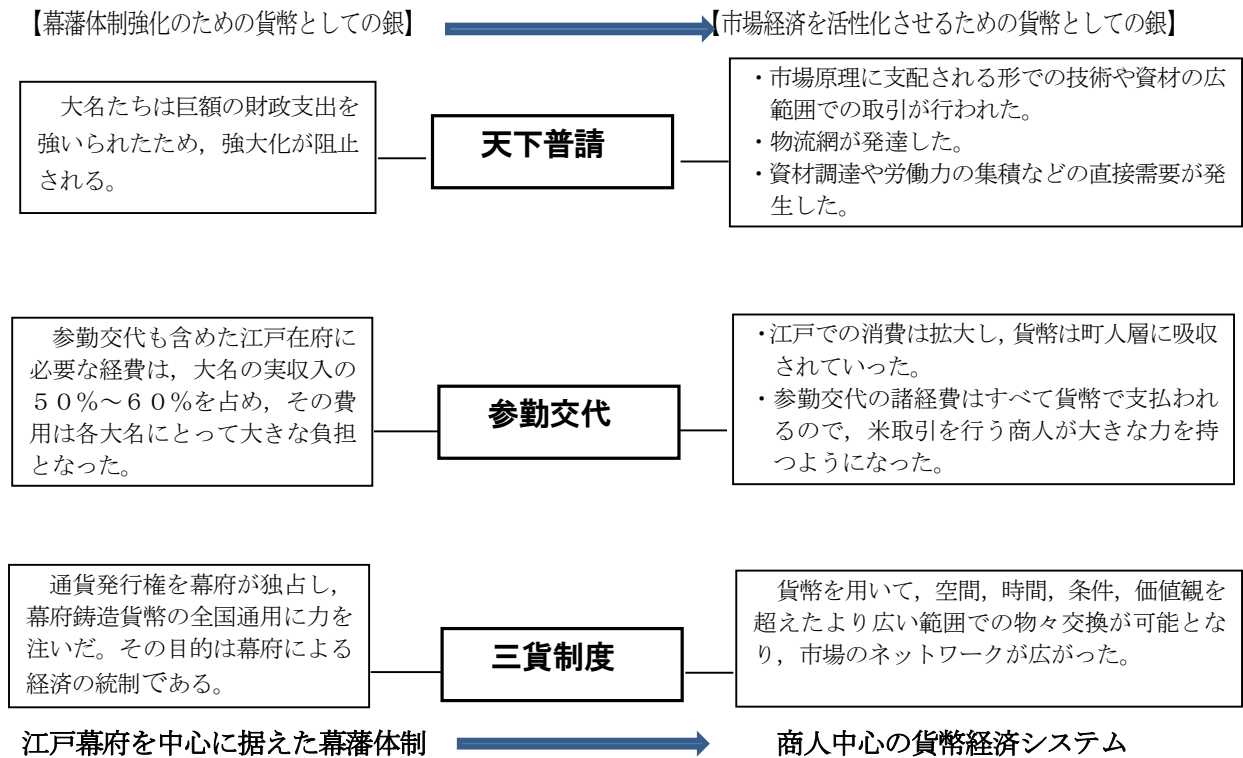 【幕藩体制強化のための貨幣としての銀】
【市場経済を活性化させるための貨幣としての銀】
大名たちは巨額の財政支出を
強いられたため，強大化が阻止
される。
天下普請
・市場原理に支配される形での技術や資材の広
範囲での取引が行われた。
・物流網が発達した。
・資材調達や労働力の集積などの直接需要が発
生した。
参勤交代も含めた江戸在府に
必要な経費は，大名の実収入の
５０％～６０％を占め，その費
用は各大名にとって大きな負担
となった。
参勤交代
・江戸での消費は拡大し，貨幣は町人層に吸収
されていった。
・参勤交代の諸経費はすべて貨幣で支払われ
るので，米取引を行う商人が大きな力を持
つようになった。
通貨発行権を幕府が独占し，
幕府鋳造貨幣の全国通用に力を
注いだ。その目的は幕府による
経済の統制である。
三貨制度
貨幣を用いて，空間，時間，条件，価値観を
超えたより広い範囲での物々交換が可能とな
り，市場のネットワークが広がった。
江戸幕府を中心に据えた幕藩体制
商人中心の貨幣経済システム